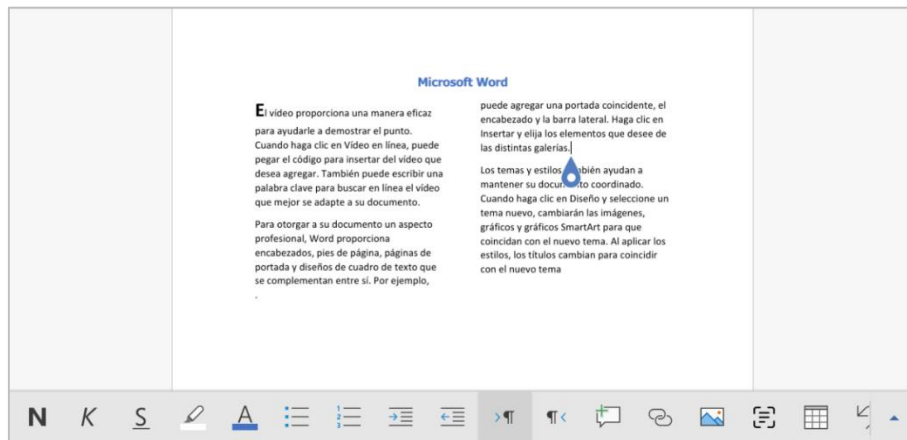 Microsoft Word
El vídeo proporciona una manera eficaz
para ayudarle a demostrar el punto.
Cuando haga clic en Vídeo en línea, puede
pegar el código para insertar del vídeo que
desea agregar. También puede escribir una
palabra clave para buscar en línea el vídeo
que mejor se adapte a su documento.
Para otorgar a su documento un aspecto
profesional, Word proporciona
encabezados, pies de página, páginas de
portada y diseños de cuadro de texto que
se complementan entre sí. Por ejemplo,
.
puede agregar una portada coincidente, el
encabezado y la barra lateral. Haga clic en
Insertar y elija los elementos que desee de
las distintas galerías.
Los temas y estilos ayudan a
mantener su coordinado.
Cuando haga clic en Diseño y seleccione un
tema nuevo, cambiarán las imágenes,
gráficos y gráficos SmartArt para que
coincidan con el nuevo tema. Al aplicar los
estilos, los títulos cambian para coincidir
con el nuevo tema
N K S A